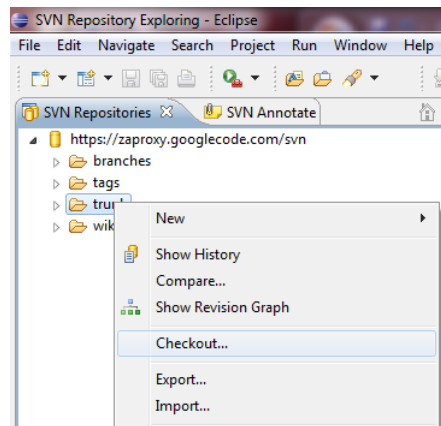 SVN Repository Exploring - Eclipse
File Edit Navigate Search Project Run Window Help
SVN Repositories SVN Annotate
https://zaproxy.googlecode.com/svn
branches
tags
New
Show History
Compare...
Show Revision Graph
Checkout...
Export...
Import...